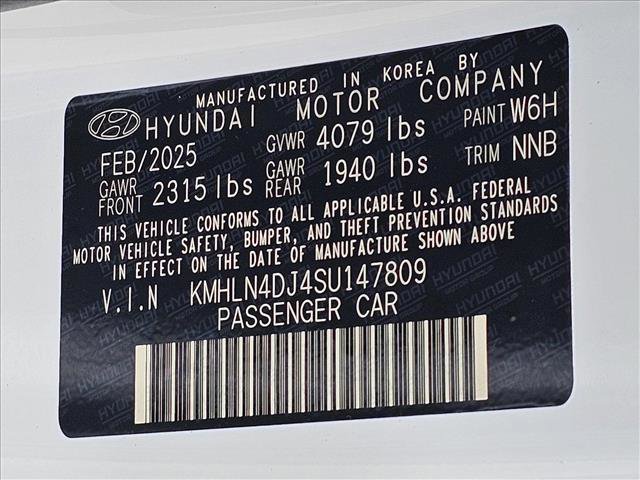 MANUFACTURED IN KOREA BY
HYUNDAI MOTOR COMPANY
FEB/2025 GVWR 4079 lbs PAINT W6H
GAWR FRONT 2315 lbs GAWR REAR 1940 lbs TRIM NNB
THIS VEHICLE CONFORMS TO ALL APPLICABLE U.S.A. FEDERAL
MOTOR VEHICLE SAFETY, BUMPER, AND THEFT PREVENTION STANDARDS
IN EFFECT ON THE DATE OF MANUFACTURE SHOWN ABOVE
V.I.N KMHLN4DJ4SU147809
PASSENGER CAR